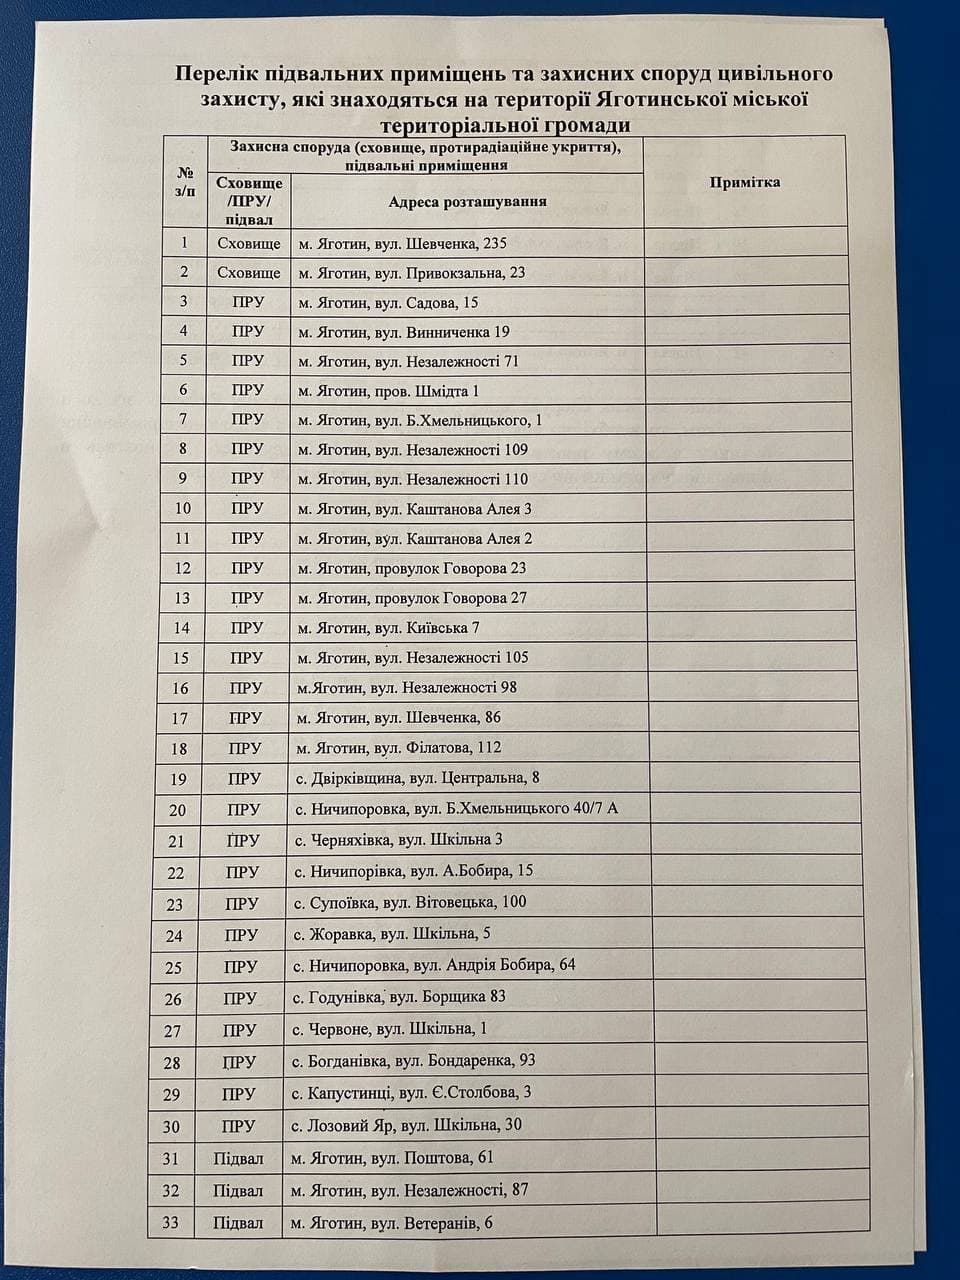 Перелік підвальних приміщень та захисних споруд цивільного
захисту, які знаходяться на території Яготинської міської
територіальної громади
№
з/п
Захисна споруда (сховище, протирадіаційне укриття),
підвальні приміщення
Примітка
Сховище
/ПРУ/
підвал
Адреса розташування
1 Сховище м. Яготин, вул. Шевченка, 235
2 Сховище м. Яготин, вул. Привокзальна, 23
3 ПРУ м. Яготин, вул. Садова, 15
4 ПРУ м. Яготин, вул. Винниченка 19
5 ПРУ м. Яготин, вул. Незалежності 71
6 ПРУ м. Яготин, пров. Шмідта 1
7 ПРУ м. Яготин, вул. Б.Хмельницького, 1
8 ПРУ м. Яготин, вул. Незалежності 109
9 ПРУ м. Яготин, вул. Незалежності 110
10 ПРУ м. Яготин, вул. Каштанова Алея 3
11 ПРУ м. Яготин, вул. Каштанова Алея 2
12 ПРУ м. Яготин, провулок Говорова 23
13 ПРУ м. Яготин, провулок Говорова 27
14 ПРУ м. Яготин, вул. Київська 7
15 ПРУ м. Яготин, вул. Незалежності 105
16 ПРУ м.Яготин, вул. Незалежності 98
17 ПРУ м. Яготин, вул. Шевченка, 86
18 ПРУ м. Яготин, вул. Філатова, 112
19 ПРУ с. Двірківщина, вул. Центральна, 8
20 ПРУ с. Ничипоровка, вул. Б.Хмельницького 40/7 А
21 ПРУ с. Черняхівка, вул. Шкільна 3
22 ПРУ с. Ничипорівка, вул. А.Бобира, 15
23 ПРУ с. Супоївка, вул. Вітовецька, 100
24 ПРУ с. Жоравка, вул. Шкільна, 5
25 ПРУ с. Ничипоровка, вул. Андрія Бобира, 64
26 ПРУ с. Годунівка, вул. Борщика 83
27 ПРУ с. Червоне, вул. Шкільна, 1
28 ПРУ с. Богданівка, вул. Бондаренка, 93
29 ПРУ с. Капустинці, вул. Є.Столбова, 3
30 ПРУ с. Лозовий Яр, вул. Шкільна, 30
31 Підвал м. Яготин, вул. Поштова, 61
32 Підвал м. Яготин, вул. Незалежності, 87
33 Підвал м. Яготин, вул. Ветеранів, 6